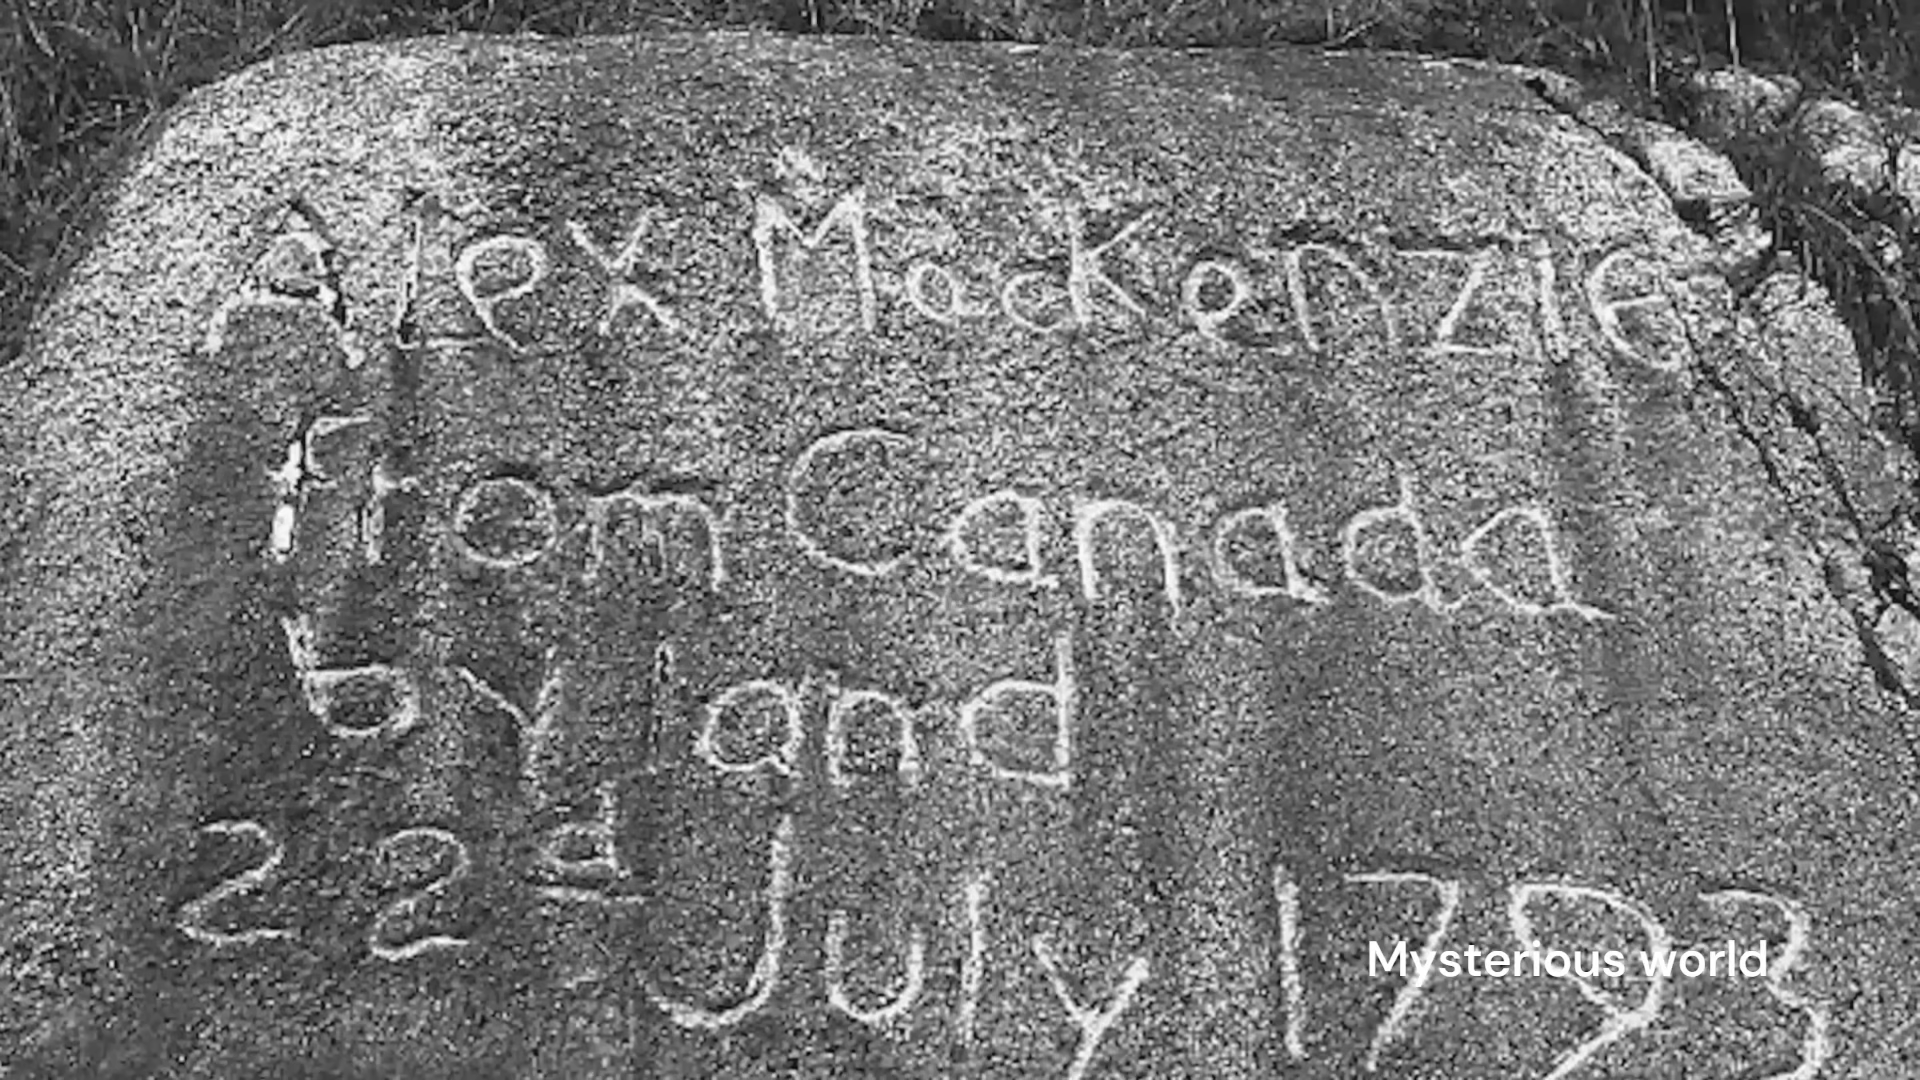 Alex MacKenzie
from Canada
by land
22d July 1793
Mysterious world